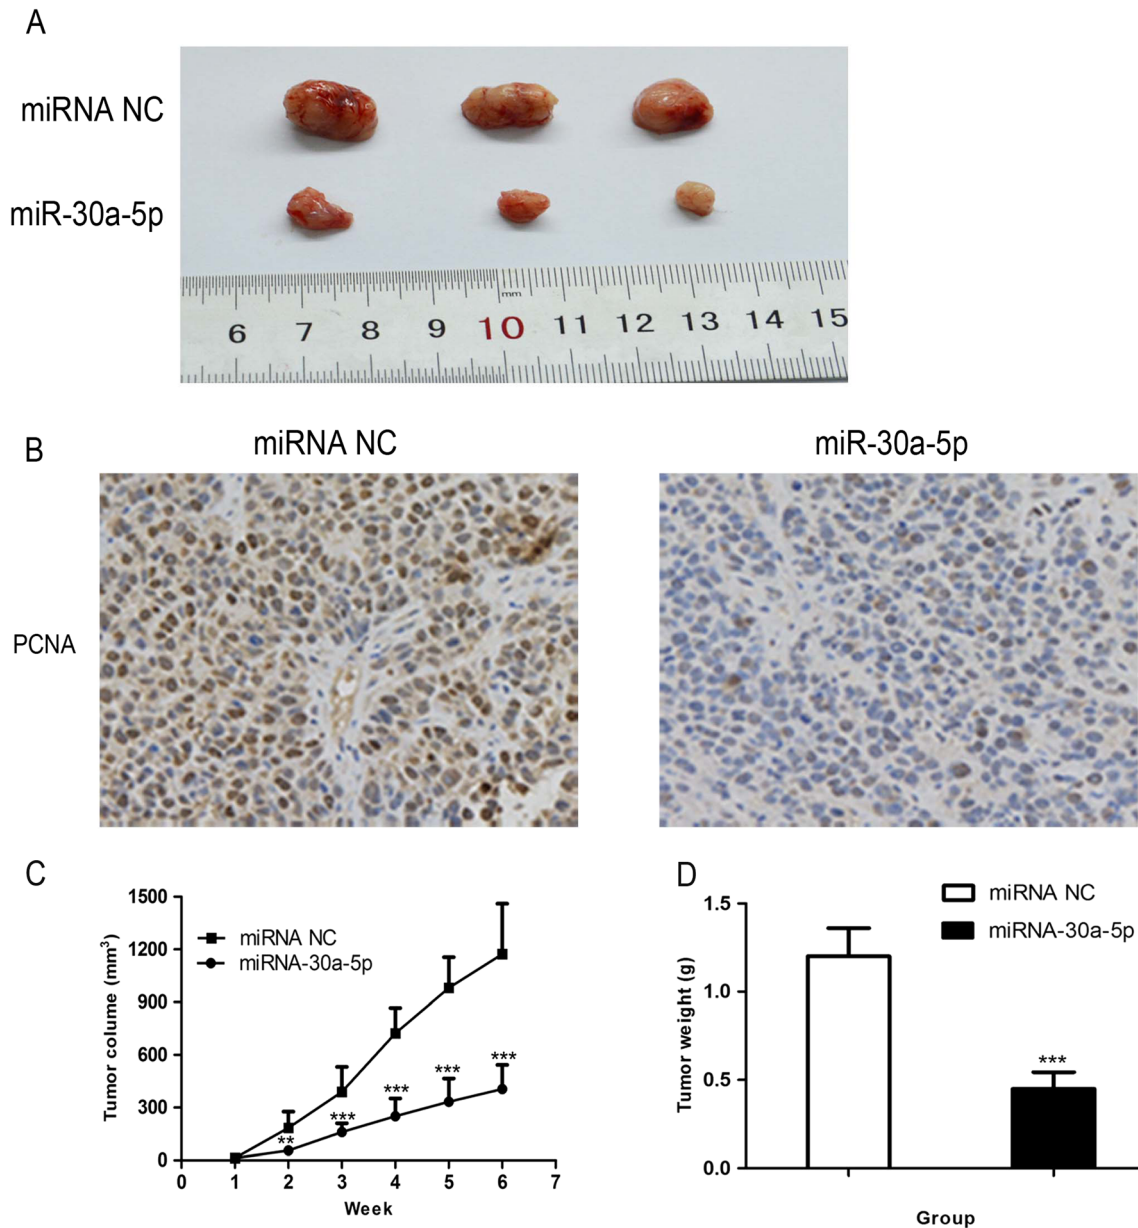 A
miRNA NC
miR-30a-5p
mm
6 7 8 9 10 11 12 13 14 15
B
miRNA NC
miR-30a-5p
PCNA
C
D
1500
1200
900
600
300
0
Tumor column (mm³)
miRNA NC
miRNA-30a-5p
**
***
***
***
***
0 1 2 3 4 5 6 7
Week
miRNA NC
miRNA-30a-5p
1.5
1.0
0.5
0.0
Tumor weight (g)
***
Group